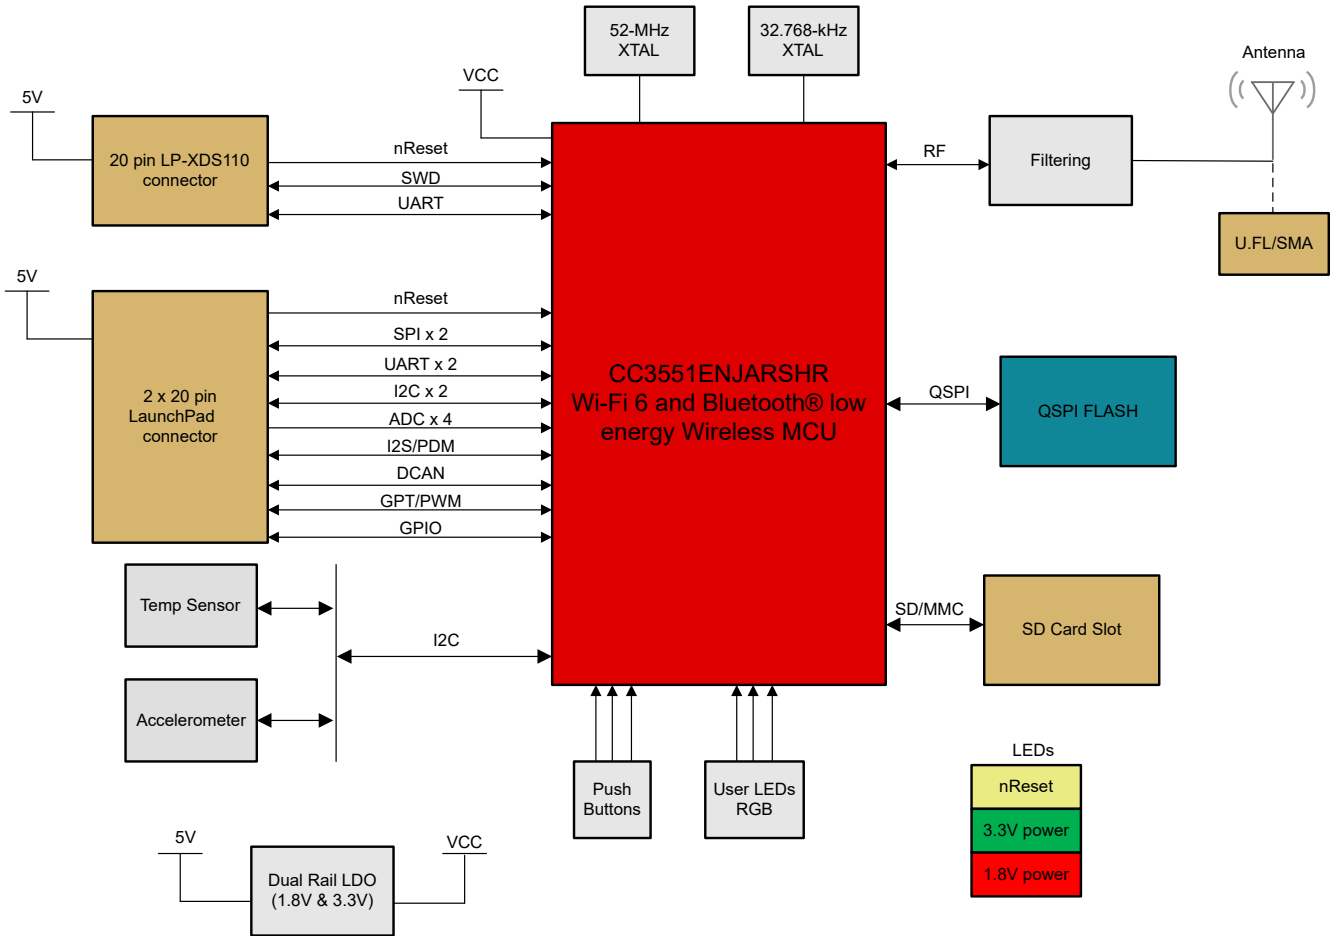 52-MHz
XTAL
32.768-kHz
XTAL
Antenna
VCC
5V
20 pin LP-XDS110
connector
nReset
SWD
UART
RF
Filtering
U.FL/SMA
5V
2 x 20 pin
LaunchPad
connector
nReset
SPI x 2
UART x 2
I2C x 2
ADC x 4
I2S/PDM
DCAN
GPT/PWM
GPIO
CC3551ENJARSHR
Wi-Fi 6 and Bluetooth® low
energy Wireless MCU
QSPI
QSPI FLASH
Temp Sensor
I2C
Accelerometer
SD/MMC
SD Card Slot
Push
Buttons
User LEDs
RGB
LEDs
nReset
3.3V power
1.8V power
5V
Dual Rail LDO
(1.8V & 3.3V)
VCC